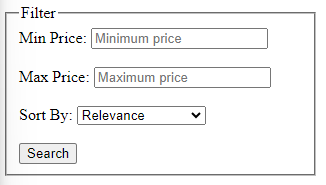 Filter
Min Price: Minimum price
Max Price: Maximum price
Sort By: Relevance
Search